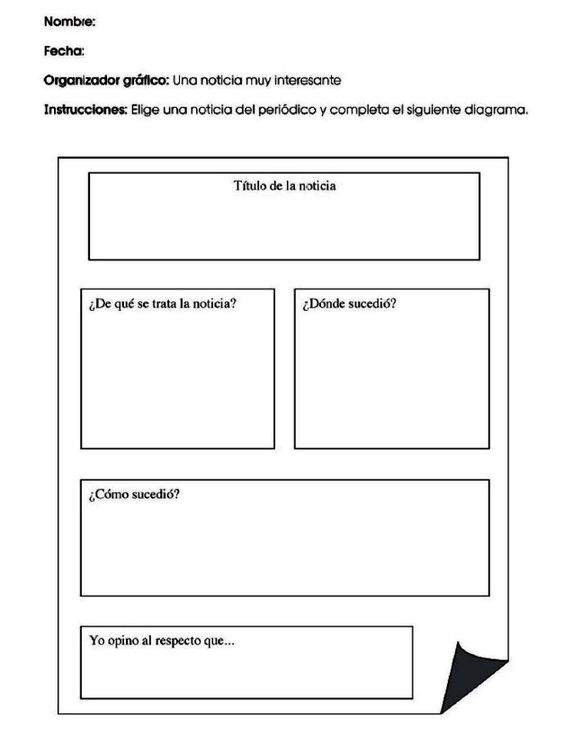 Nombre:
Fecha:
Organizador gráfico: Una noticia muy interesante
Instrucciones: Elige una noticia del periódico y completa el siguiente diagrama.
Título de la noticia
¿De qué se trata la noticia?
¿Dónde sucedió?
¿Cómo sucedió?
Yo opino al respecto que...